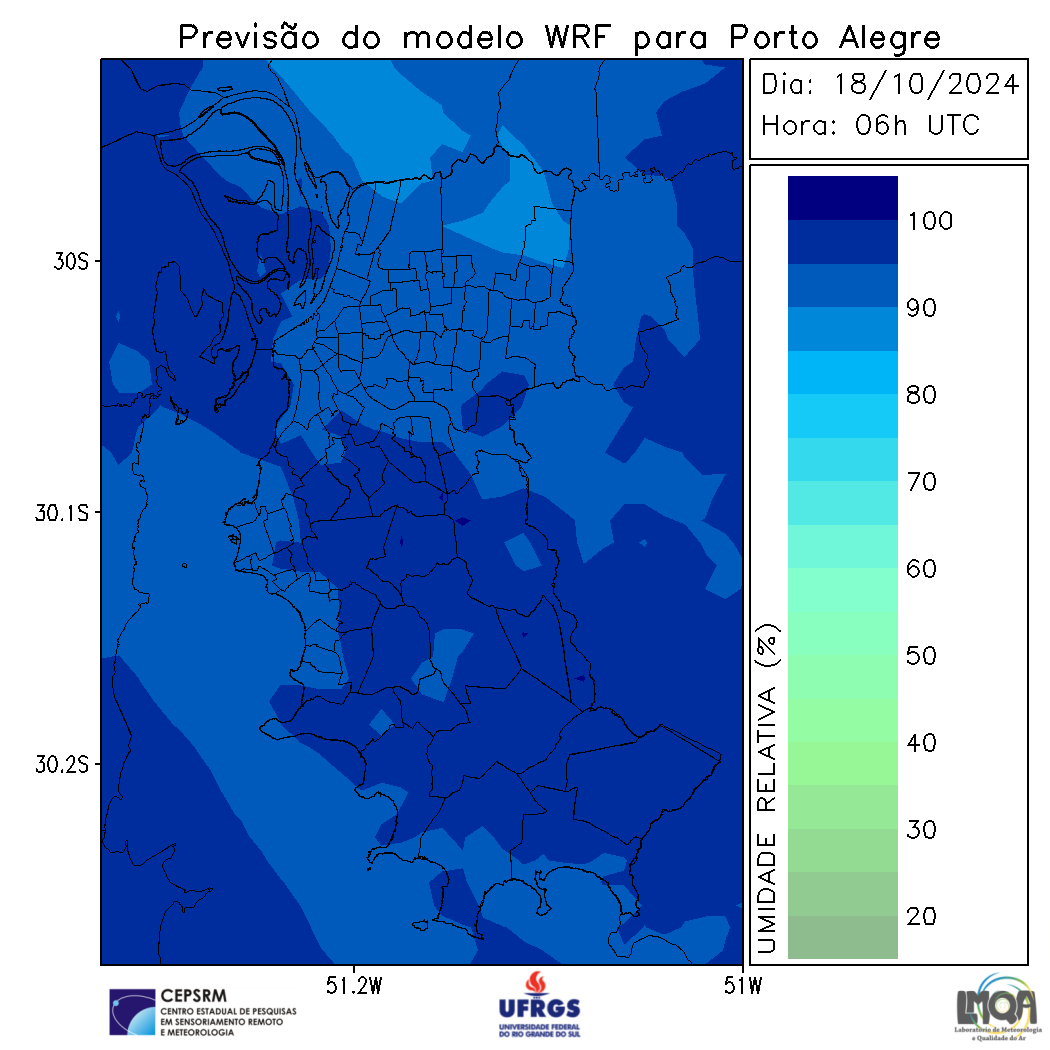 Previsão do modelo WRF para Porto Alegre
Dia: 18/10/2024
Hora: 06h UTC
30S
30.1S
30.2S
51.2W
51W
UMIDADE RELATIVA (%)
100
90
80
70
60
50
40
30
20
CEPSRM
CENTRO ESTADUAL DE PESQUISAS
EM SENSORIAMENTO REMOTO
E METEOROLOGIA
UFRGS
UNIVERSIDADE FEDERAL
DO RIO GRANDE DO SUL
LMQA
Laboratório de Meteorologia
e Qualidade do Ar